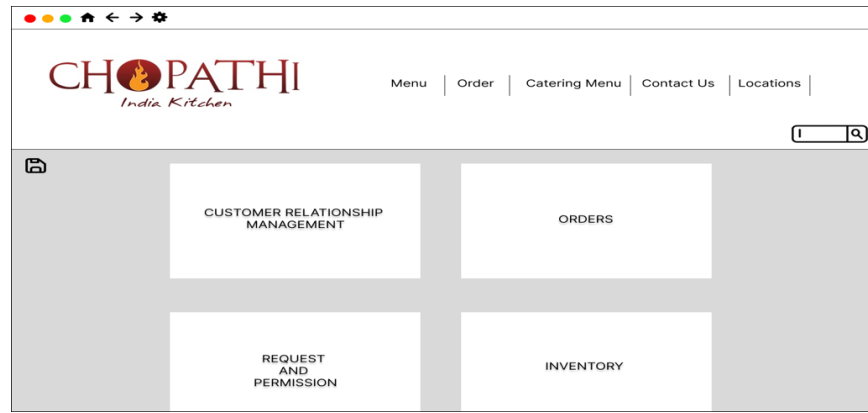 CHOPATHI
India Kitchen
Menu Order Catering Menu Contact Us Locations
CUSTOMER RELATIONSHIP
MANAGEMENT
ORDERS
REQUEST
AND
PERMISSION
INVENTORY